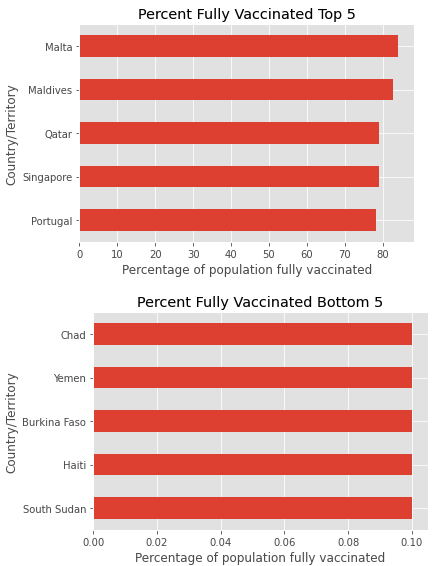 Percent Fully Vaccinated Top 5
Country/Territory
Malta
Maldives
Qatar
Singapore
Portugal
0 10 20 30 40 50 60 70 80
Percentage of population fully vaccinated
Percent Fully Vaccinated Bottom 5
Country/Territory
Chad
Yemen
Burkina Faso
Haiti
South Sudan
0.00 0.02 0.04 0.06 0.08 0.10
Percentage of population fully vaccinated